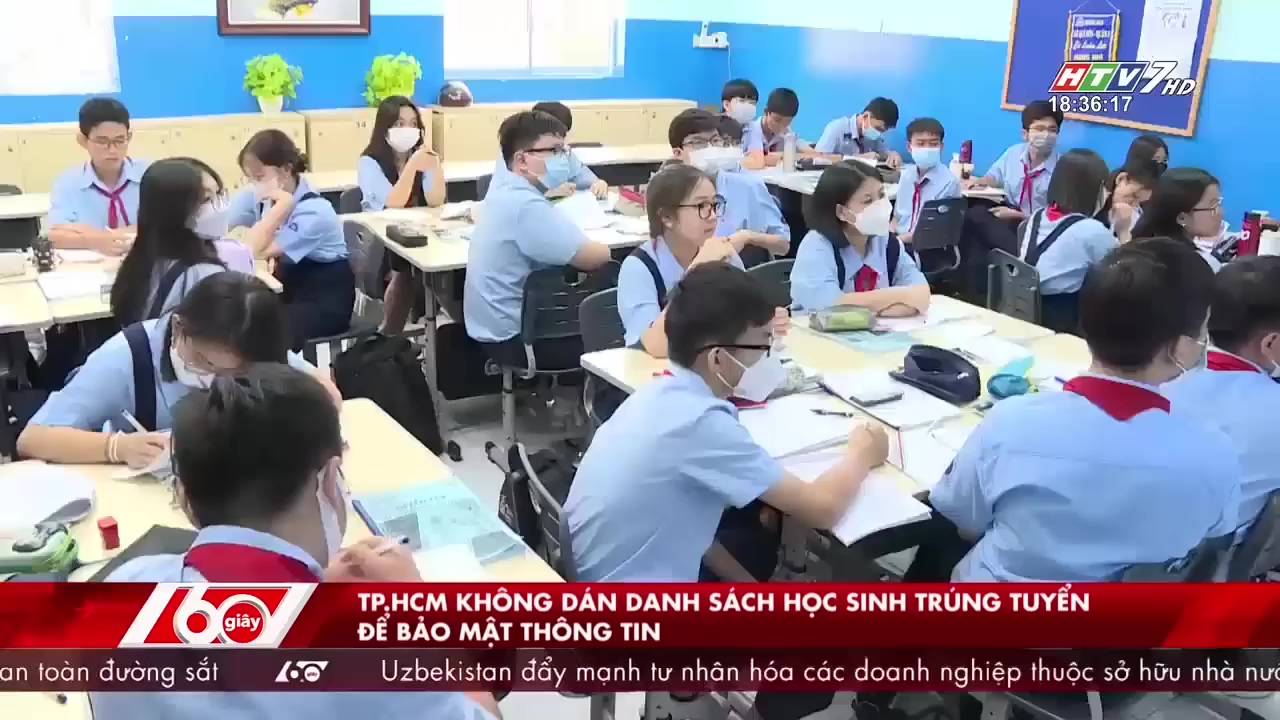 HTV7 HD
18:36:17
60 giây
TP.HCM KHÔNG DÁN DANH SÁCH HỌC SINH TRÚNG TUYỂN
ĐỂ BẢO MẬT THÔNG TIN
an toàn đường sắt 60 Uzbekistan đẩy mạnh tư nhân hóa các doanh nghiệp thuộc sở hữu nhà nướ